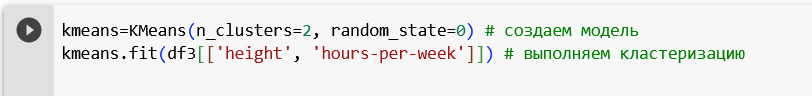 kmeans=KMeans(n_clusters=2, random_state=0) # создаем модель
kmeans.fit(df3[['height', 'hours-per-week']]) # выполняем кластеризацию